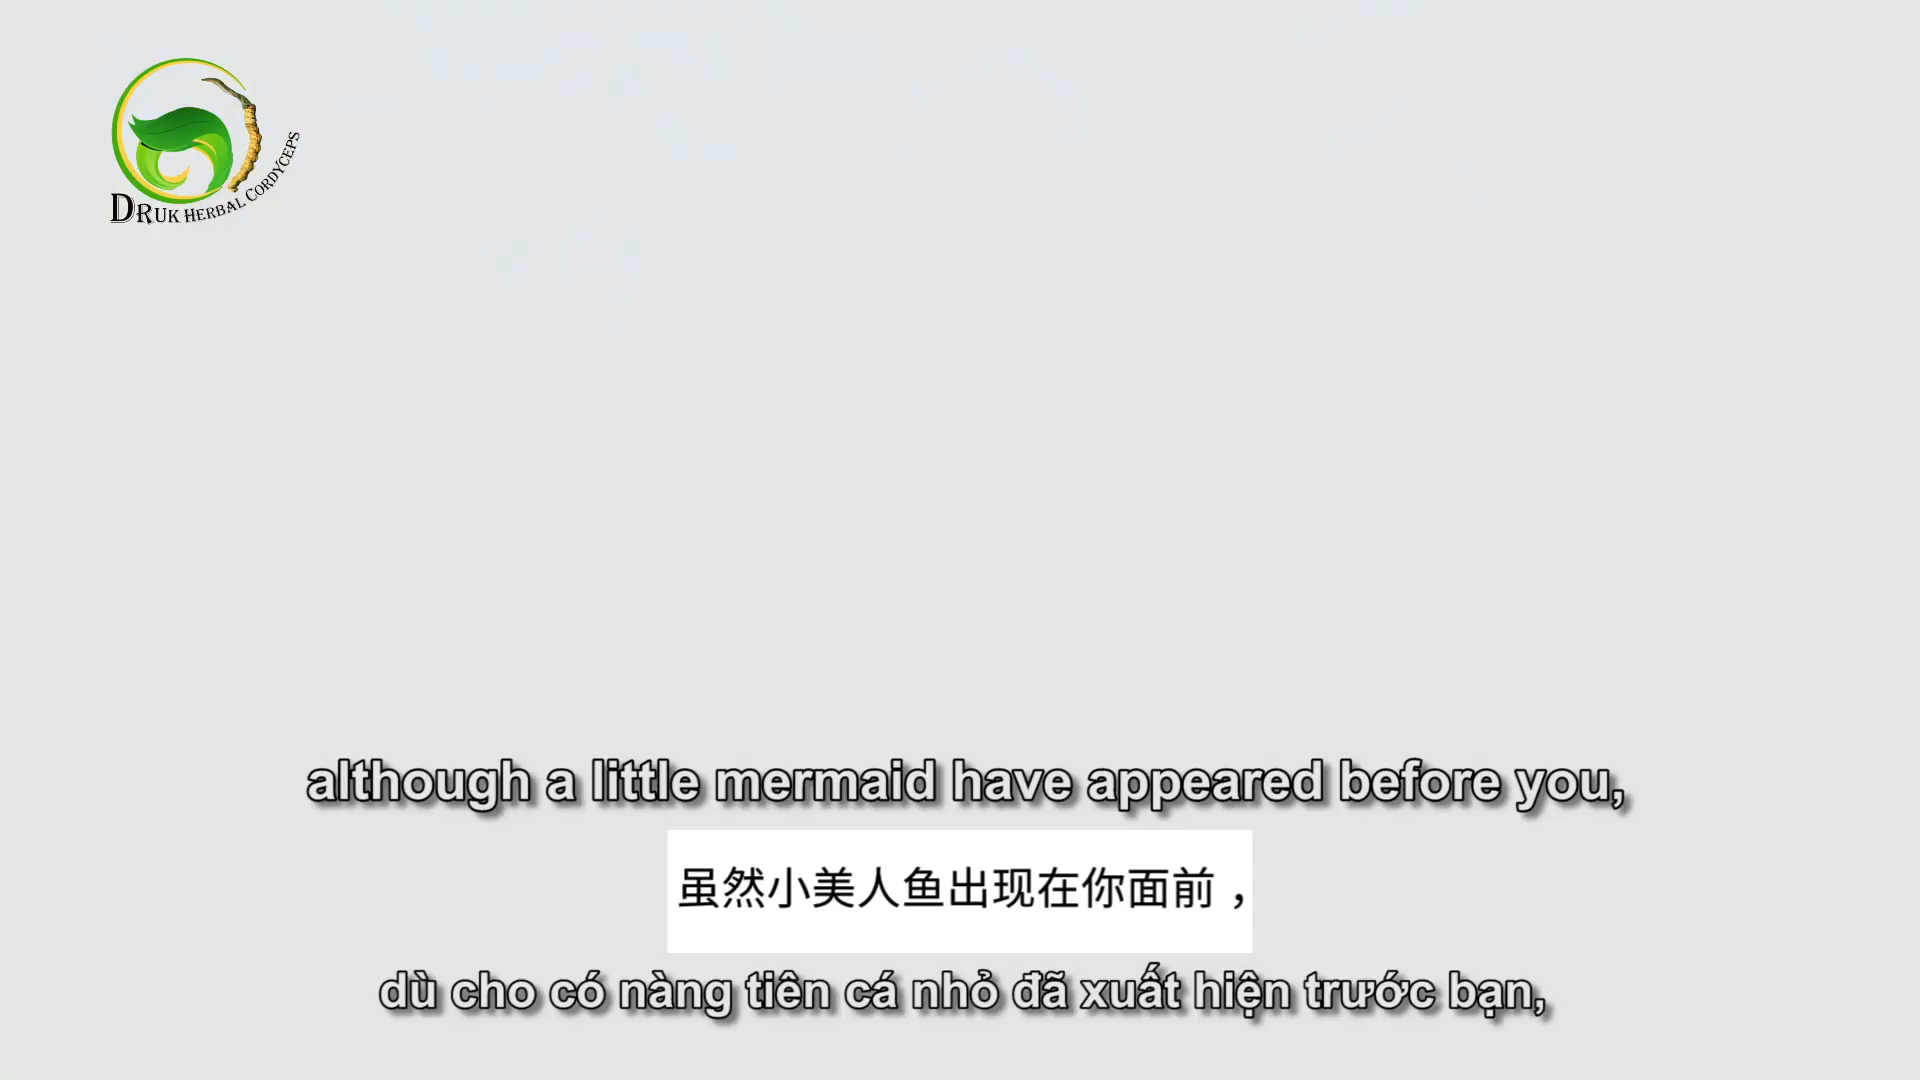 DRUK HERBAL CORDYCEPS
although a little mermaid have appeared before you,
虽然小美人鱼出现在你面前，
dù cho có nàng tiên cá nhỏ đã xuất hiện trước bạn,